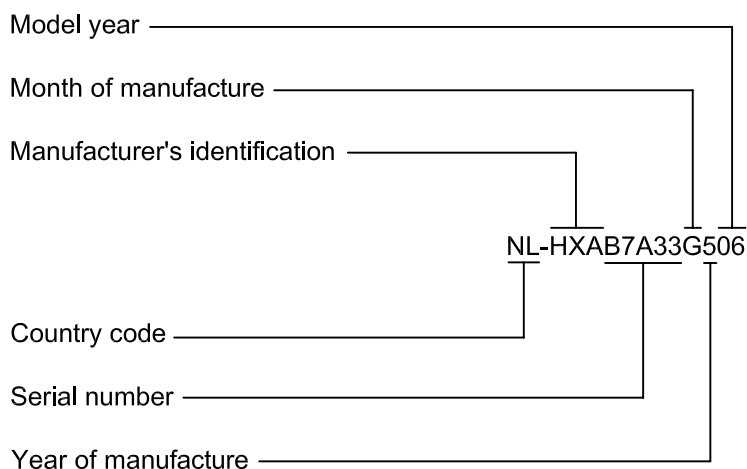 Model year
Month of manufacture
Manufacturer's identification
NL-HXAB7A33G506
Country code
Serial number
Year of manufacture